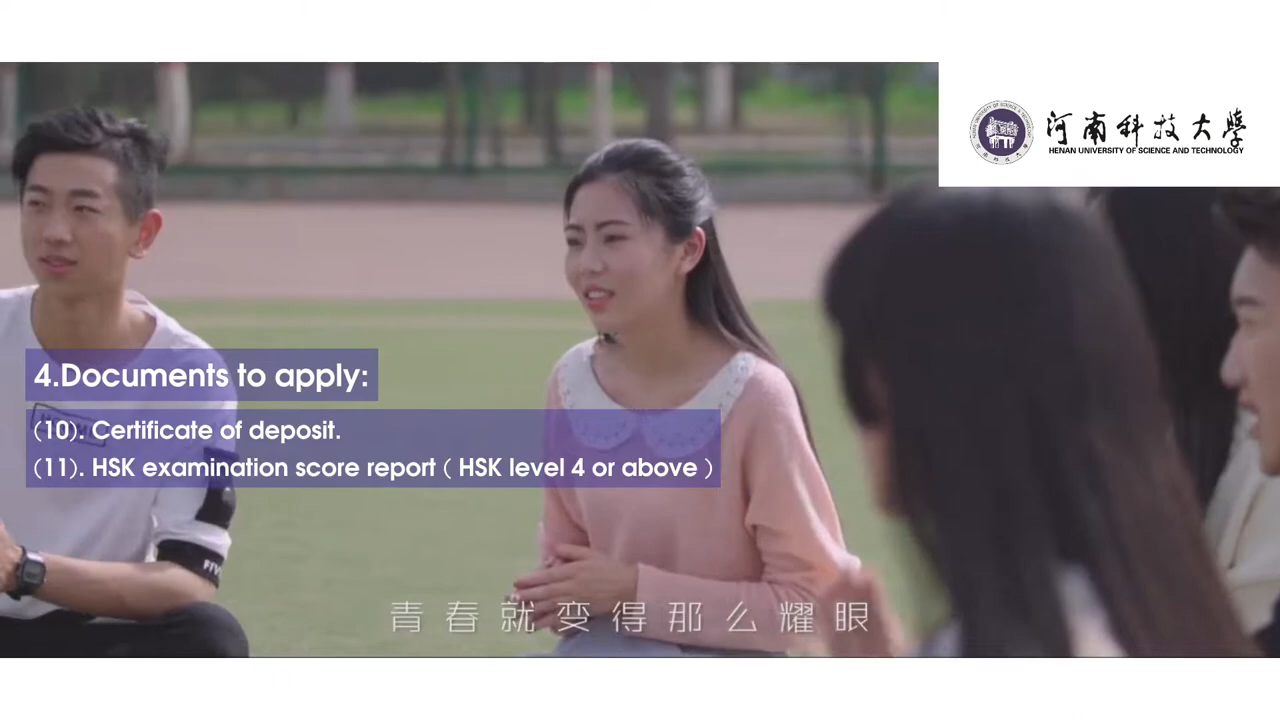 河南科技大學
HENAN UNIVERSITY OF SCIENCE AND TECHNOLOGY
4.Documents to apply:
(10). Certificate of deposit.
(11). HSK examination score report ( HSK level 4 or above )
青春就变得那么耀眼